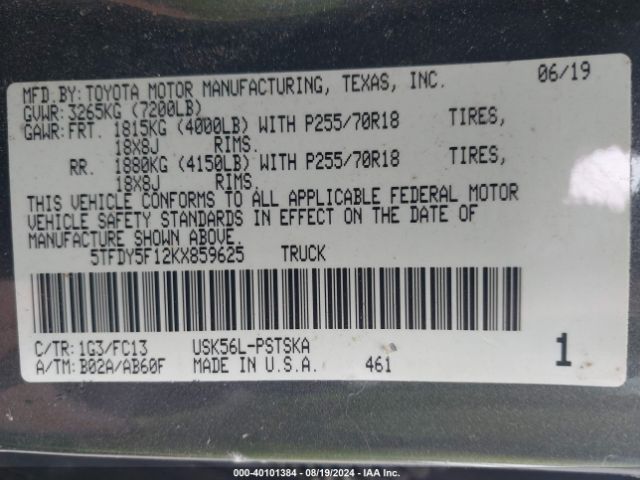 MFD.BY:TOYOTA MOTOR MANUFACTURING, TEXAS, INC. 06/19
GVWR:3265KG (7200LB)
GAWR:FRT. 1815KG (4000LB) WITH P255/70R18 TIRES,
18X8J RIMS.
RR. 1880KG (4150LB) WITH P255/70R18 TIRES,
18X8J RIMS.
THIS VEHICLE CONFORMS TO ALL APPLICABLE FEDERAL MOTOR
VEHICLE SAFETY STANDARDS IN EFFECT ON THE DATE OF
MANUFACTURE SHOWN ABOVE.
5TFDY5F12KX859625 TRUCK
C/TR:1G3/FC13 USK56L-PSTSKA
A/TM:B02A/AB60F MADE IN U.S.A. 461 1
000-40101384 - 08/19/2024 - IAA Inc.